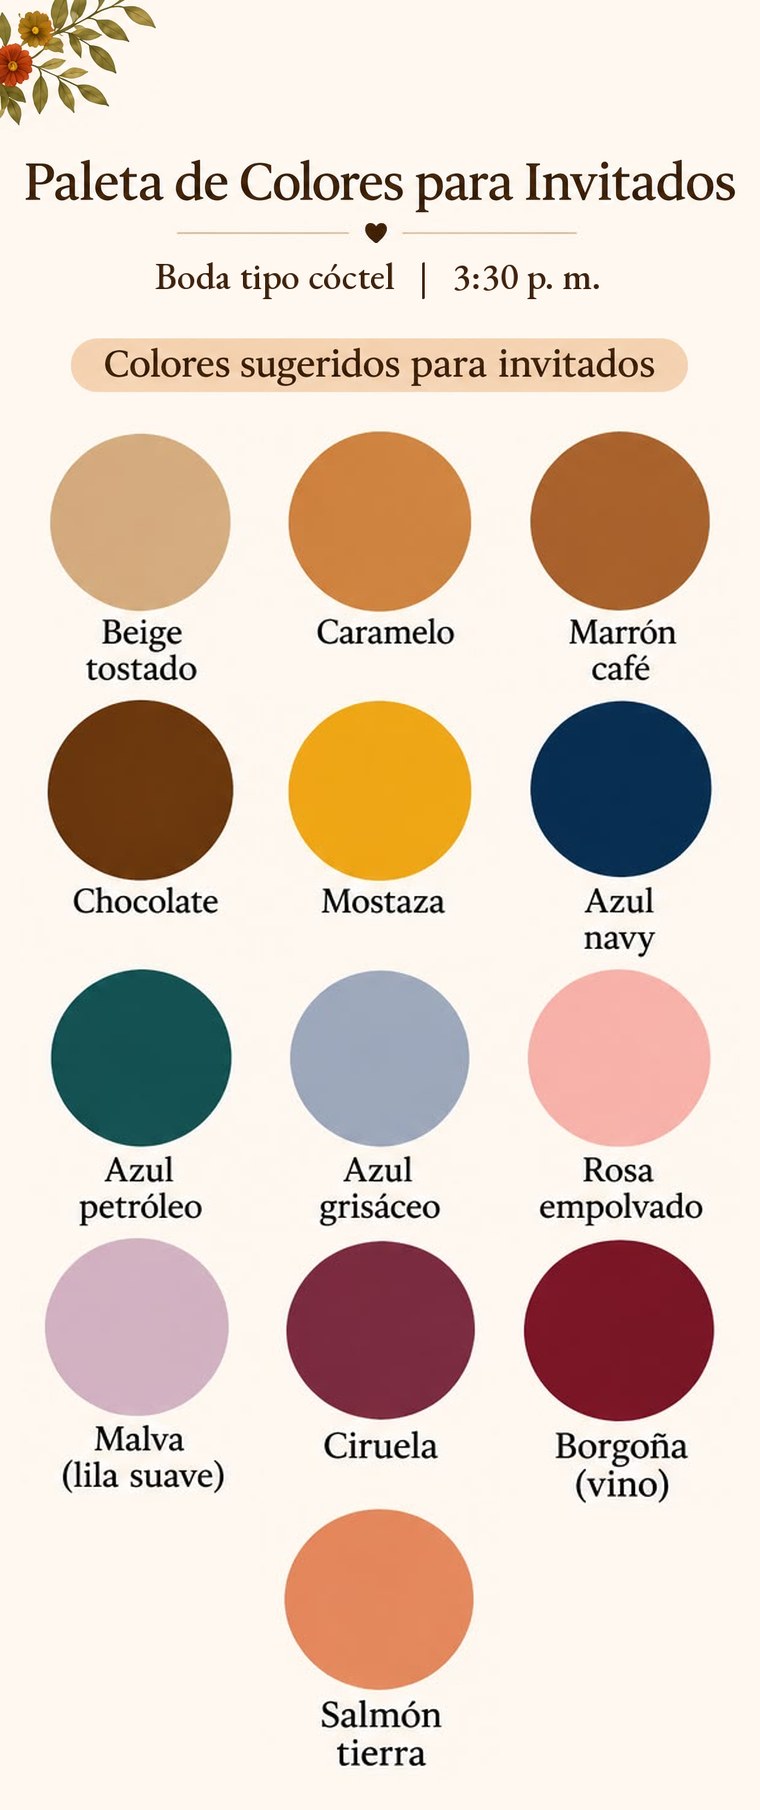 Paleta de Colores para Invitados
Boda tipo cóctel | 3:30 p. m.
Colores sugeridos para invitados
Beige
tostado
Caramelo
Marrón
café
Chocolate
Mostaza
Azul
navy
Azul
petróleo
Azul
grisáceo
Rosa
empolvado
Malva
(lila suave)
Ciruela
Borgoña
(vino)
Salmón
tierra